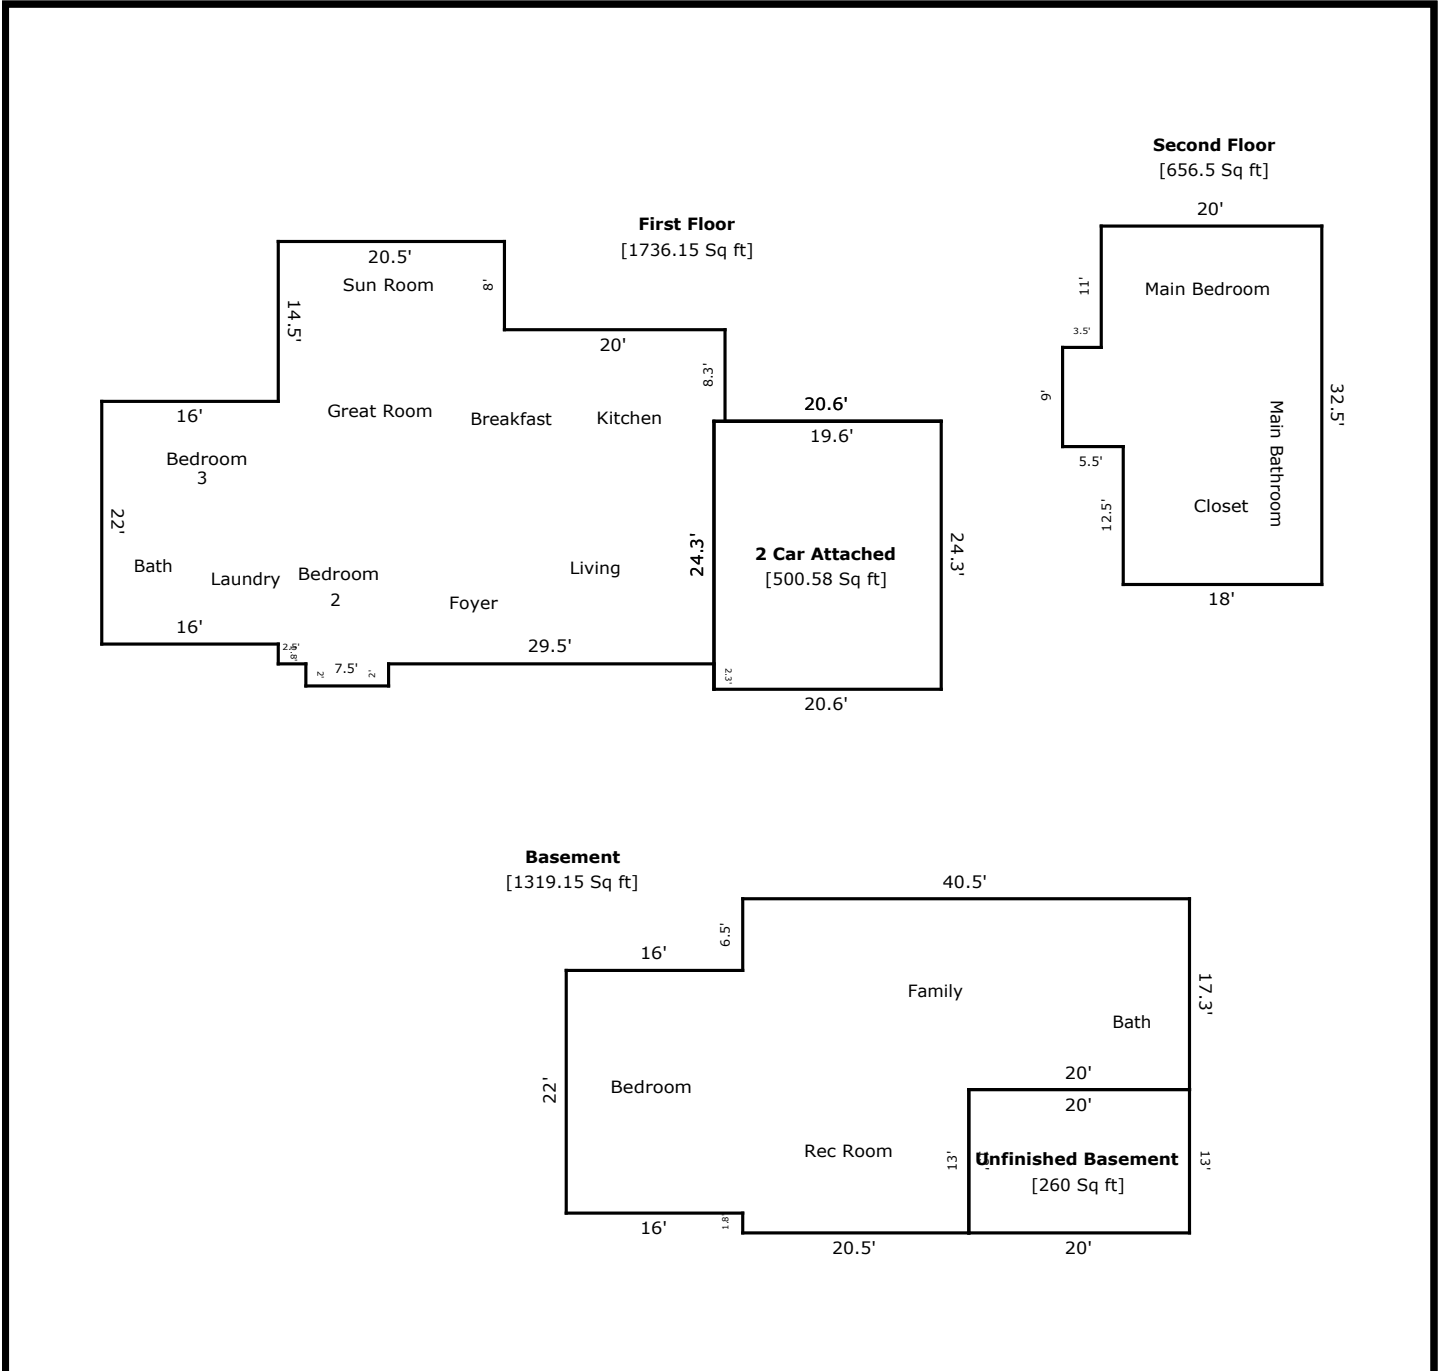 Second Floor
[656.5 Sq ft]
20'
11'
Main Bedroom
3.5'
9'
32.5'
Main Bathroom
5.5'
12.5'
Closet
18'
First Floor
[1736.15 Sq ft]
20.5'
Sun Room
8'
14.5'
20'
8.3'
16'
Great Room
Breakfast
Kitchen
20.6'
19.6'
Bedroom
3
22'
24.3'
2 Car Attached
[500.58 Sq ft]
24.3'
Bath
Laundry
Bedroom
2
Living
Foyer
16'
29.5'
7.5'
2'
2'
2.3'
20.6'
Basement
[1319.15 Sq ft]
40.5'
6.5'
16'
Family
17.3'
Bath
22'
Bedroom
20'
20'
Rec Room
13'
Unfinished Basement
[260 Sq ft]
13'
16'
1.8'
20.5'
20'